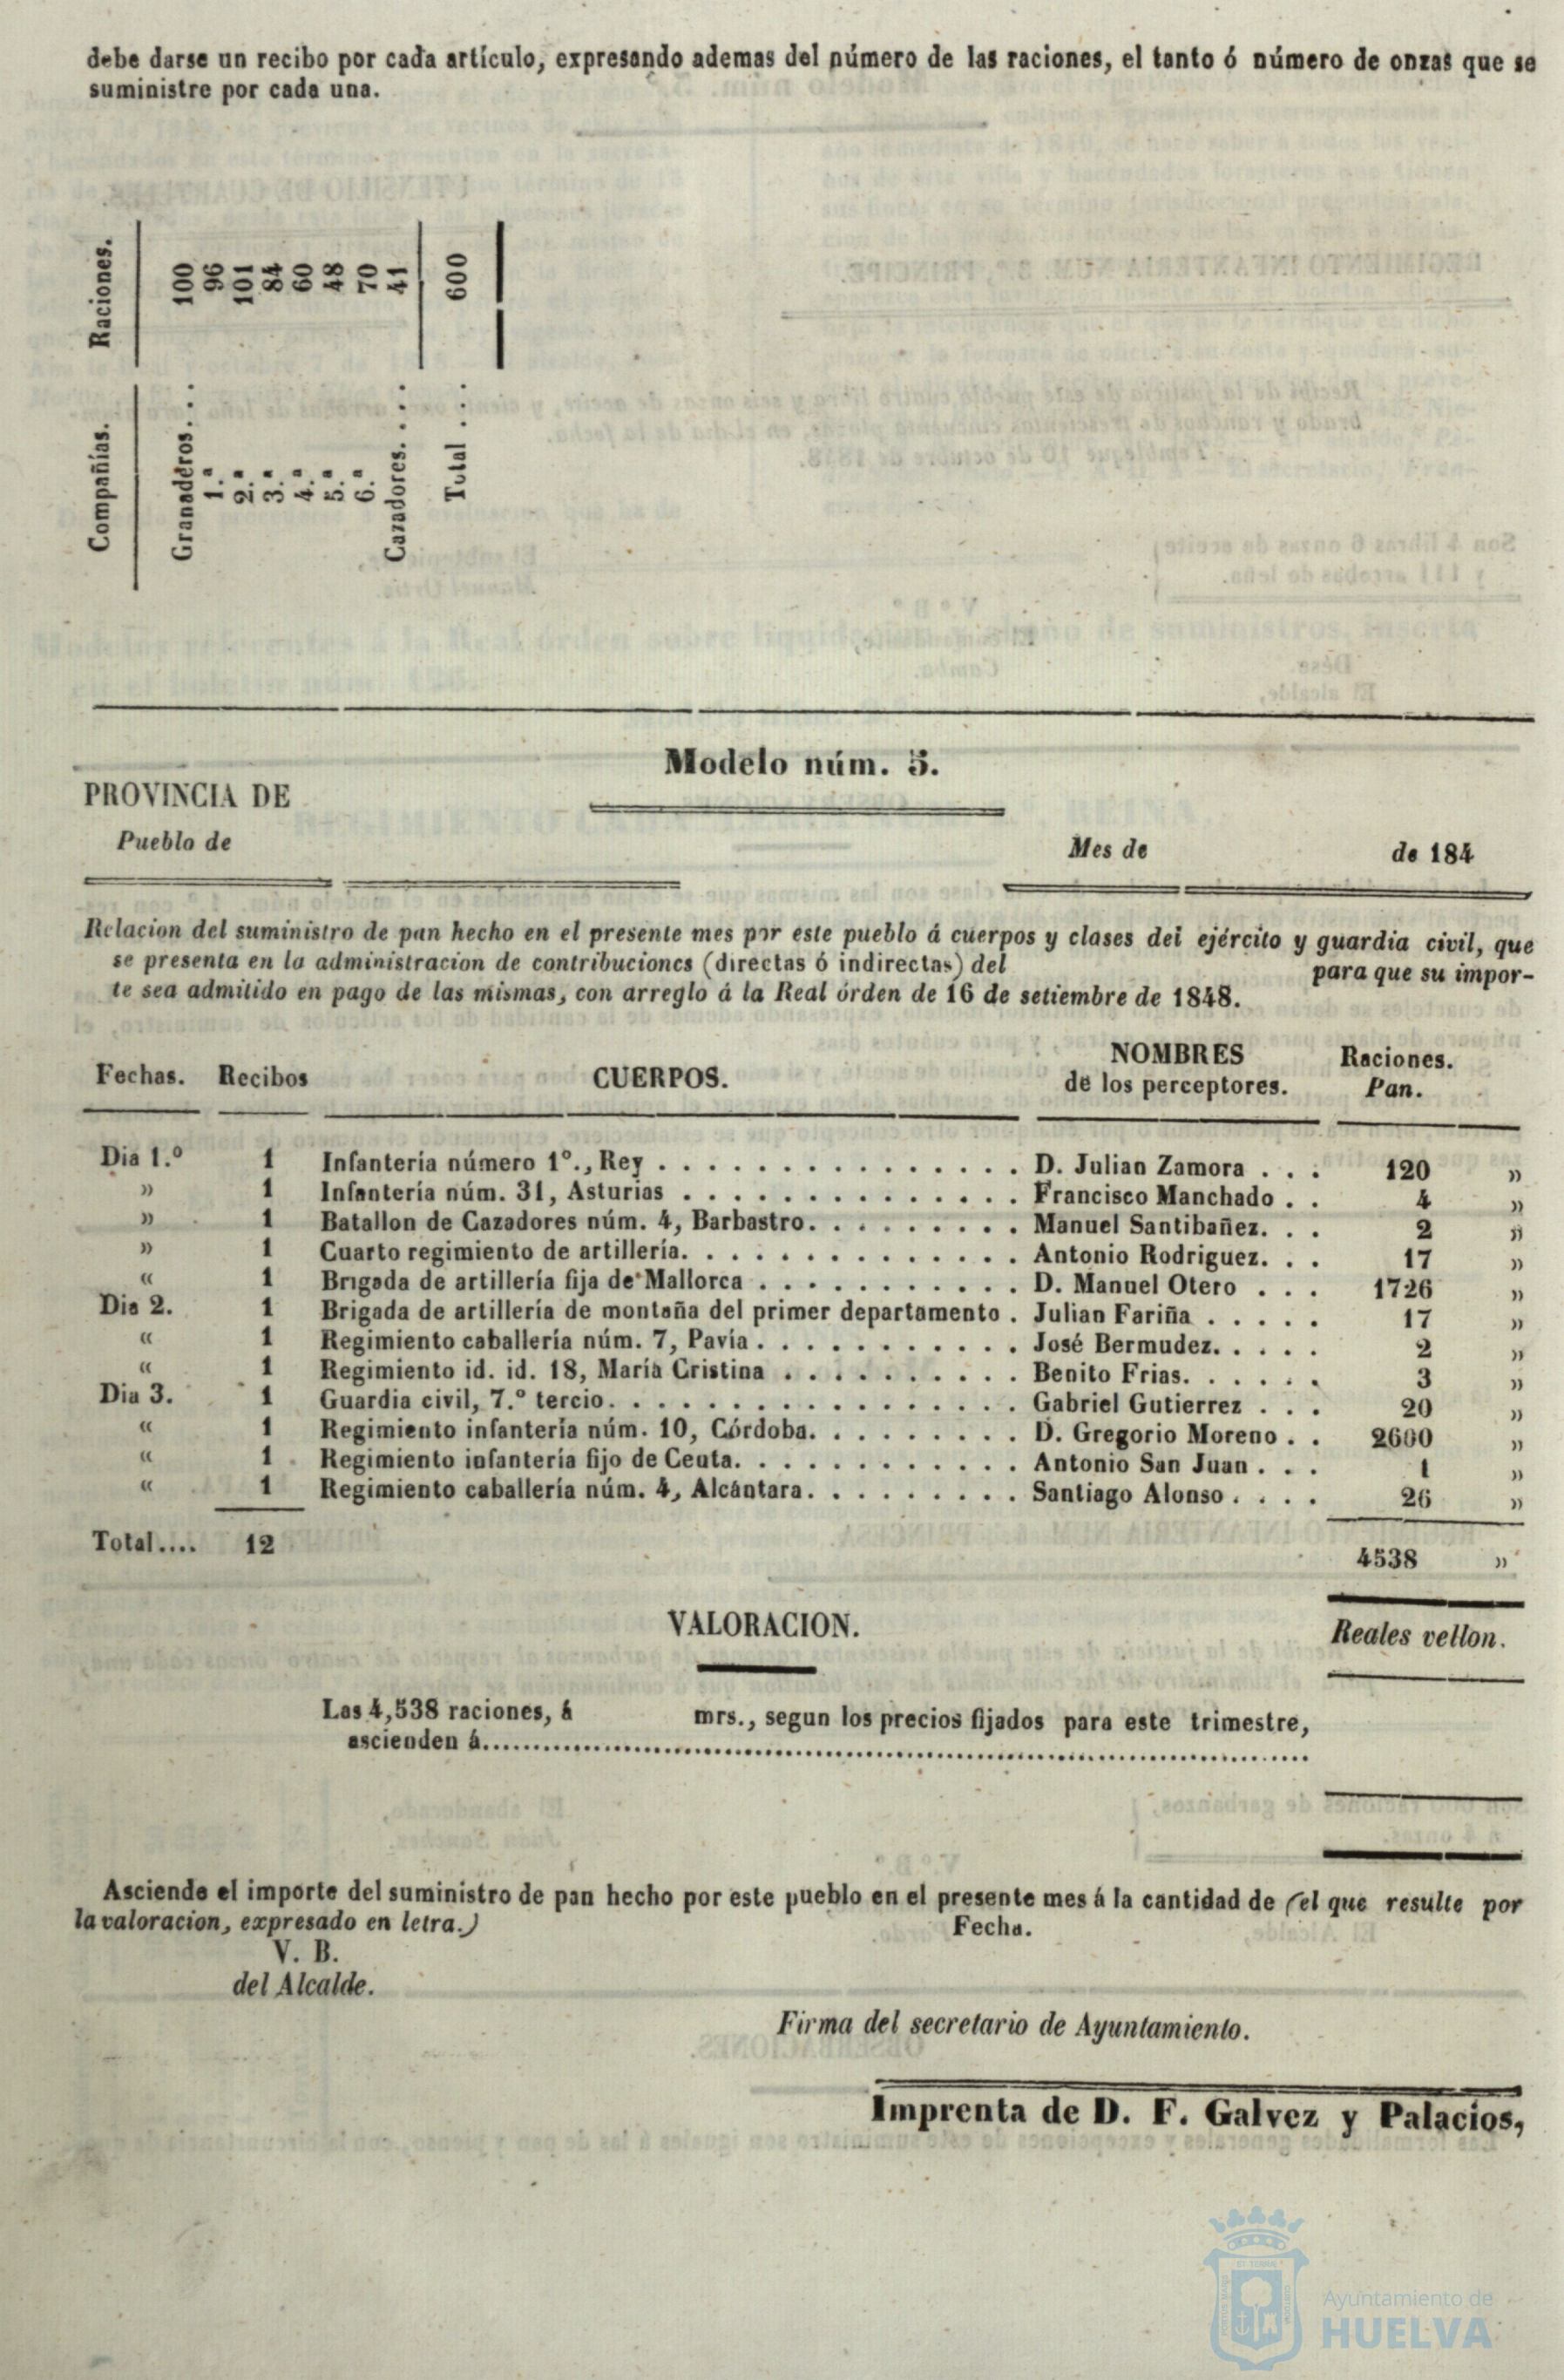 debe darse un recibo por cada artículo, expresando ademas del número de las raciones, el tanto ó número de onzas que se
suministre por cada una.
Compañías. Raciones.
Granaderos. . . 100
1.ª 96
2.ª 101
3.ª 84
4.ª 60
5.ª 48
6.ª 70
Cazadores. . . . 41
Total . . . 600
Modelo núm. 5.
PROVINCIA DE
Pueblo de Mes de de 184
Relacion del suministro de pan hecho en el presente mes por este pueblo á cuerpos y clases del ejército y guardia civil, que
se presenta en la administracion de contribuciones (directas ó indirectas) del para que su impor-
te sea admitido en pago de las mismas, con arreglo á la Real órden de 16 de setiembre de 1848.
Fechas. Recibos CUERPOS. NOMBRES de los perceptores. Raciones. Pan.
Dia 1.º 1 Infantería número 1º., Rey . . . . . . . . . . . . . . . D. Julian Zamora . . . 120 »
» 1 Infantería núm. 31, Asturias . . . . . . . . . . . . . . Francisco Manchado . . 4 »
» 1 Batallon de Cazadores núm. 4, Barbastro. . . . . . . . . Manuel Santibañez. . . 2 »
» 1 Cuarto regimiento de artillería. . . . . . . . . . . . . . Antonio Rodriguez. . . 17 »
« 1 Brigada de artillería fija de Mallorca . . . . . . . . . . . D. Manuel Otero . . . 1726 »
Dia 2. 1 Brigada de artillería de montaña del primer departamento . Julian Fariña . . . . . 17 »
« 1 Regimiento caballería núm. 7, Pavía . . . . . . . . . . . José Bermudez. . . . . 2 »
« 1 Regimiento id. id. 18, María Cristina . . . . . . . . . . Benito Frias. . . . . . 3 »
Dia 3. 1 Guardia civil, 7.º tercio. . . . . . . . . . . . . . . . . Gabriel Gutierrez . . . 20 »
« 1 Regimiento infantería núm. 10, Córdoba. . . . . . . . . D. Gregorio Moreno . . 2600 »
« 1 Regimiento infantería fijo de Ceuta. . . . . . . . . . . . Antonio San Juan . . . 1 »
« 1 Regimiento caballería núm. 4, Alcántara. . . . . . . . . Santiago Alonso . . . . 26 »
Total.... 12 4538 »
VALORACION.
Reales vellon.
Las 4,538 raciones, á mrs., segun los precios fijados para este trimestre,
ascienden á..........................................................................................
Asciende el importe del suministro de pan hecho por este pueblo en el presente mes á la cantidad de (el que resulte por
la valoracion, expresado en letra.) Fecha.
V. B.
del Alcalde.
Firma del secretario de Ayuntamiento.
Imprenta de D. F. Galvez y Palacios,
Ayuntamiento de
HUELVA